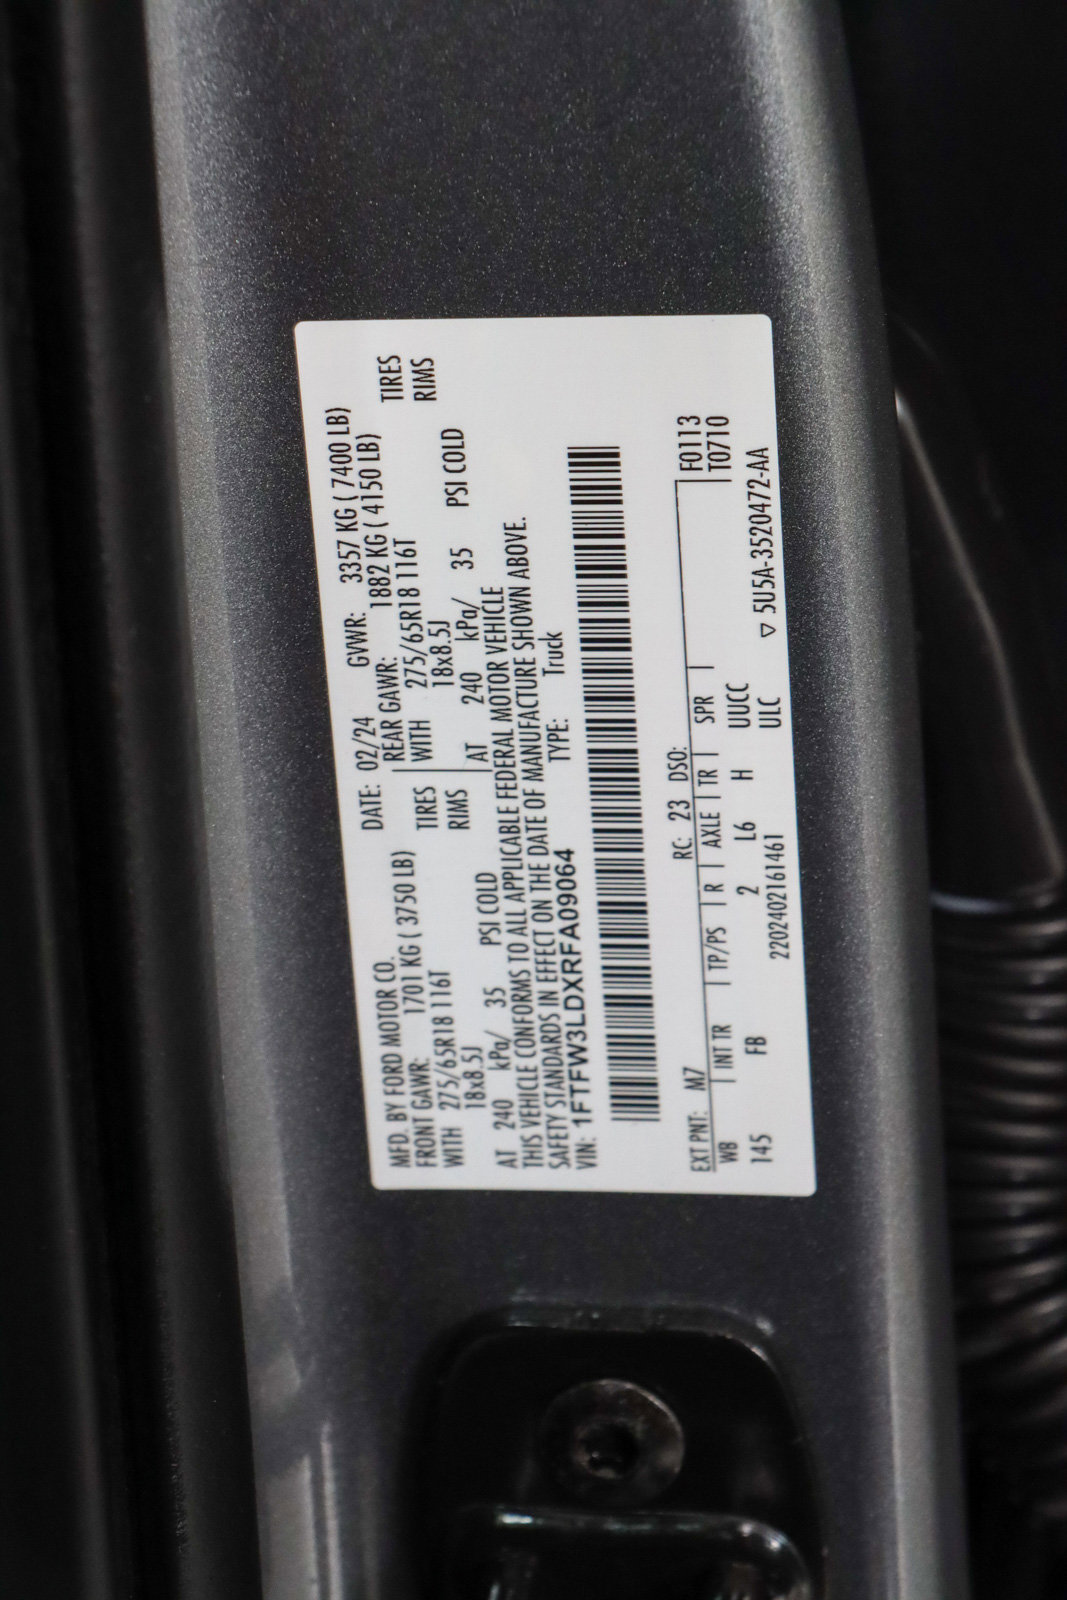 MFD. BY FORD MOTOR CO.
DATE: 02/24 GVWR: 3357 KG ( 7400 LB)
FRONT GAWR: 1701 KG ( 3750 LB) REAR GAWR: 1882 KG ( 4150 LB)
WITH 275/65R18 116T TIRES WITH 275/65R18 116T TIRES
18x8.5J RIMS 18x8.5J RIMS
AT 240 kPa/ 35 PSI COLD AT 240 kPa/ 35 PSI COLD
THIS VEHICLE CONFORMS TO ALL APPLICABLE FEDERAL MOTOR VEHICLE
SAFETY STANDARDS IN EFFECT ON THE DATE OF MANUFACTURE SHOWN ABOVE.
VIN: 1FTFW3LDXRFA09064 TYPE: Truck
EXT PNT: M7 RC: 23 DSO: F0113
WB INT TR TP/PS R AXLE TR SPR T0710
145 FB 2 L6 H UUCC
2202402161461 ULC ▽ 5U5A-3520472-AA